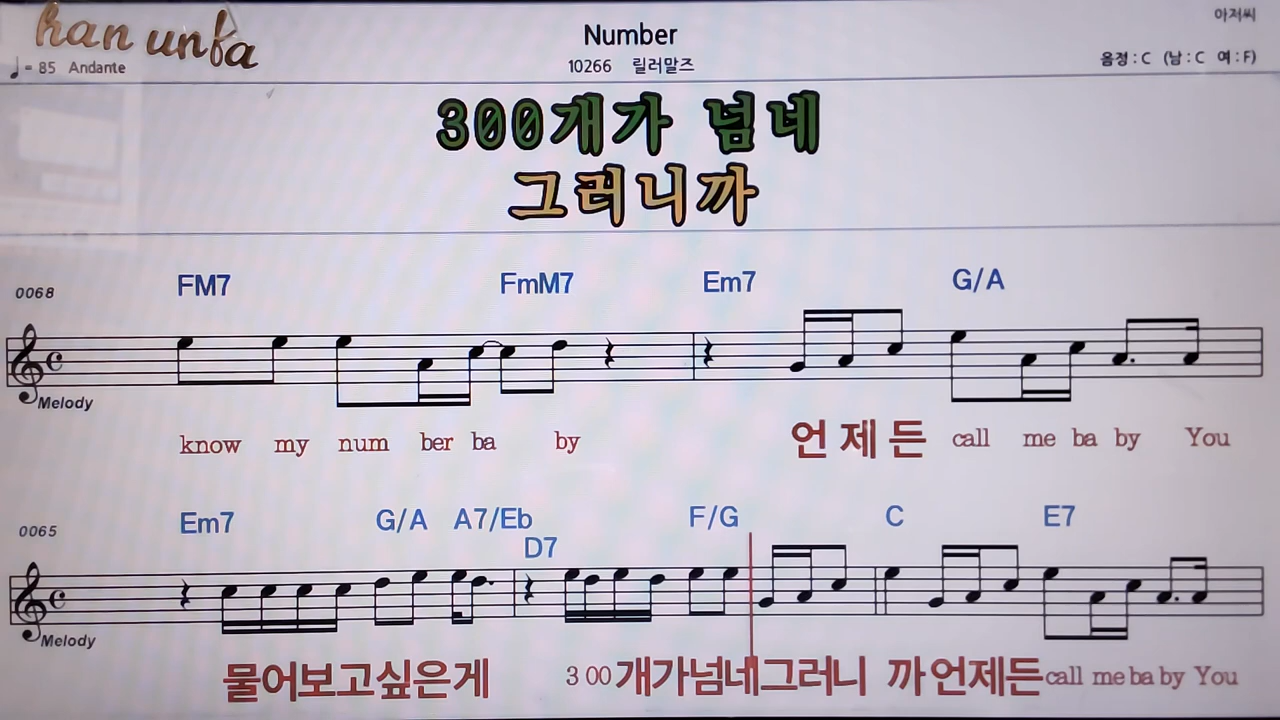 han unfa
Number
아저씨
♩= 85 Andante
10266 릴러말즈
음정 : C (남 : C 여 : F)
300개가 넘네
그러니까
0068 FM7 FmM7 Em7 G/A
Melody
know my num ber ba by 언 제 든 call me ba by You
0065 Em7 G/A A7/Eb D7 F/G C E7
Melody
물어보고싶은게 3 00 개가넘네그러니 까 언제든 call me ba by You